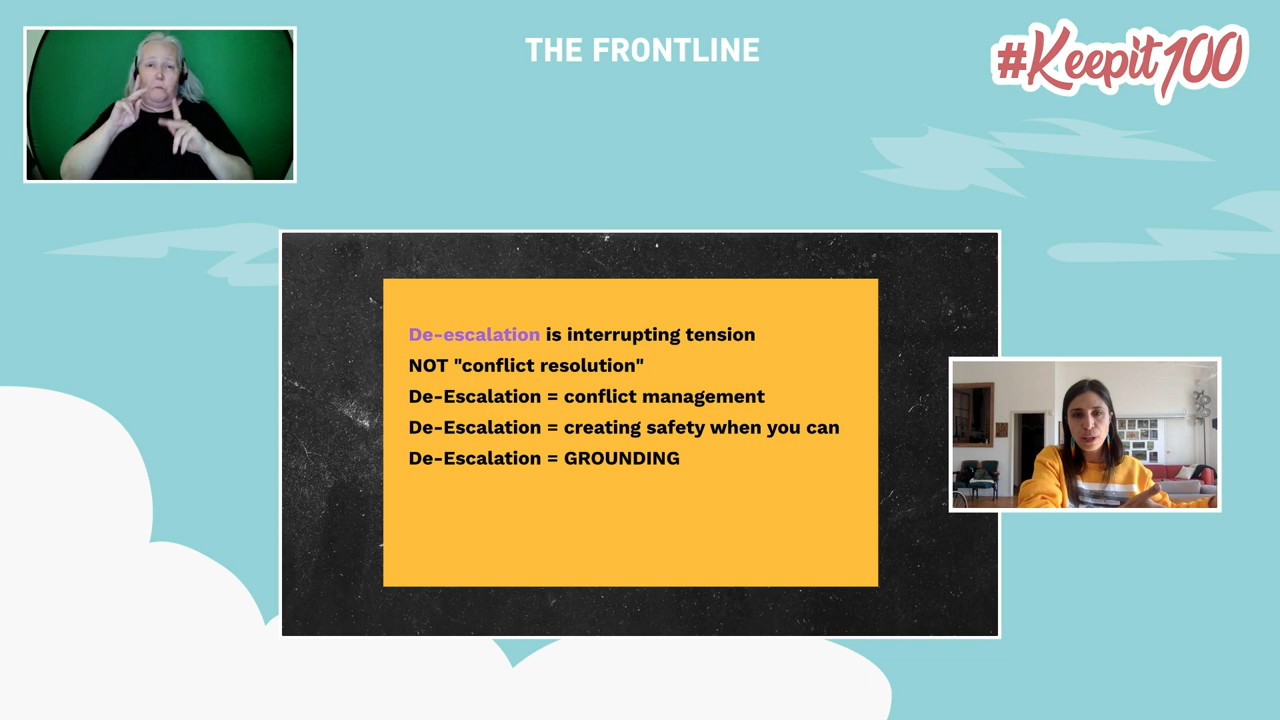 THE FRONTLINE
#Keepit100
De-escalation is interrupting tension
NOT "conflict resolution"
De-Escalation = conflict management
De-Escalation = creating safety when you can
De-Escalation = GROUNDING